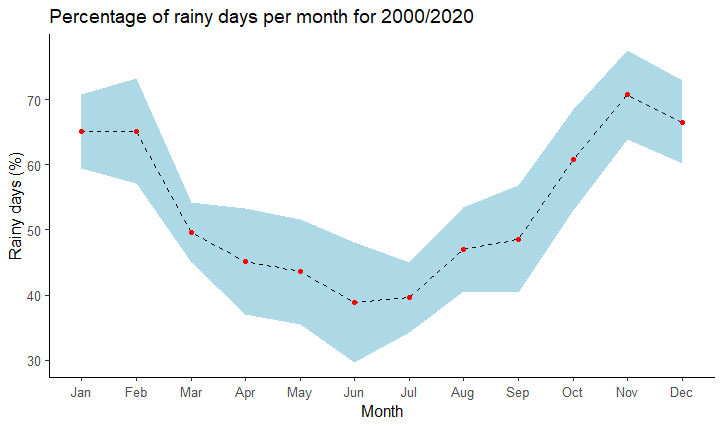 Percentage of rainy days per month for 2000/2020
Rainy days (%)
70
60
50
40
30
Jan Feb Mar Apr May Jun Jul Aug Sep Oct Nov Dec
Month